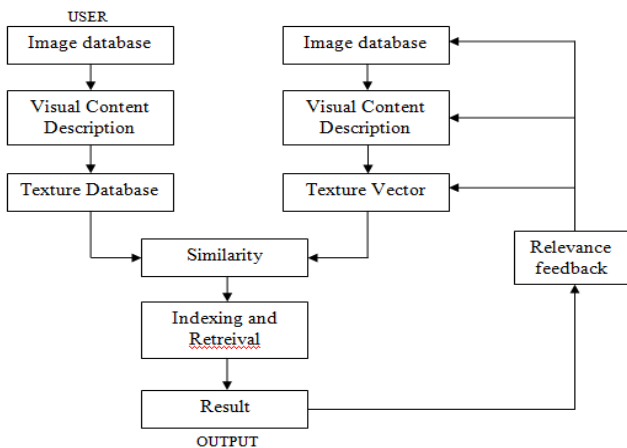 USER
Image database
Image database
Visual Content
Description
Visual Content
Description
Texture Database
Texture Vector
Relevance
feedback
Similarity
Indexing and
Retreival
Result
OUTPUT